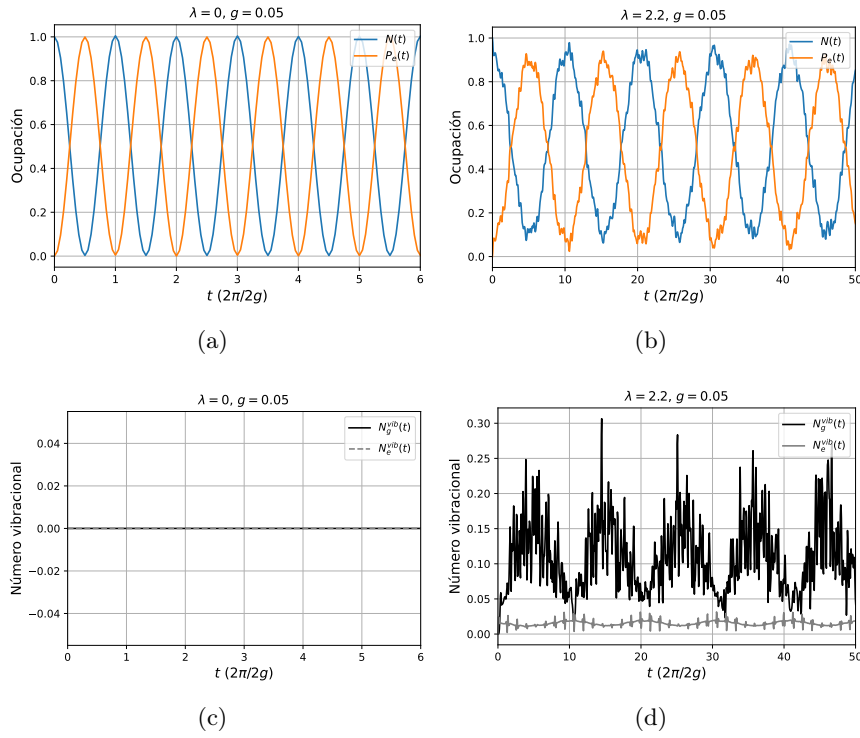 λ = 0, g = 0.05
1.0
0.8
0.6
0.4
0.2
0.0
Ocupación
N(t)
P_e(t)
0 1 2 3 4 5 6
t (2π/2g)
(a)
λ = 2.2, g = 0.05
1.0
0.8
0.6
0.4
0.2
0.0
Ocupación
N(t)
P_e(t)
0 10 20 30 40 50
t (2π/2g)
(b)
λ = 0, g = 0.05
0.04
0.02
0.00
−0.02
−0.04
Número vibracional
N_g^{vib}(t)
N_e^{vib}(t)
0 1 2 3 4 5 6
t (2π/2g)
(c)
λ = 2.2, g = 0.05
0.30
0.25
0.20
0.15
0.10
0.05
0.00
Número vibracional
N_g^{vib}(t)
N_e^{vib}(t)
0 10 20 30 40 50
t (2π/2g)
(d)